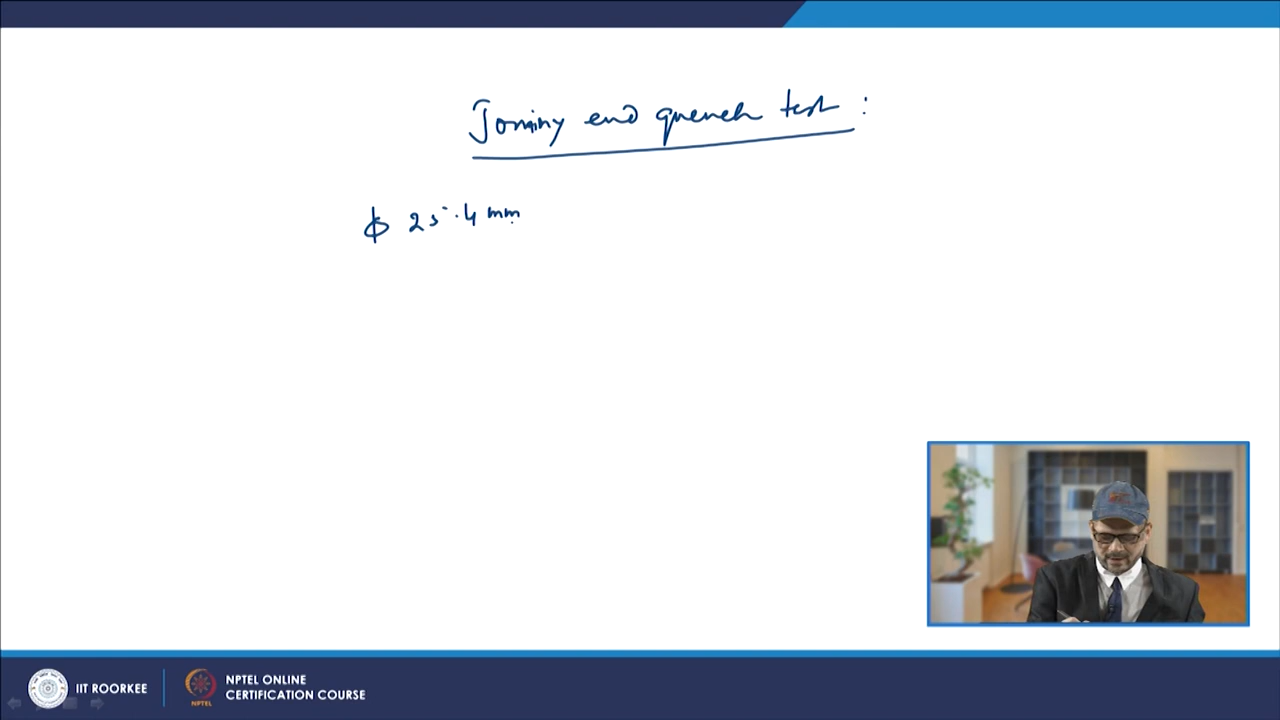 Jominy end quench test :
ϕ 25.4 mm
IIT ROORKEE
NPTEL
NPTEL ONLINE
CERTIFICATION COURSE